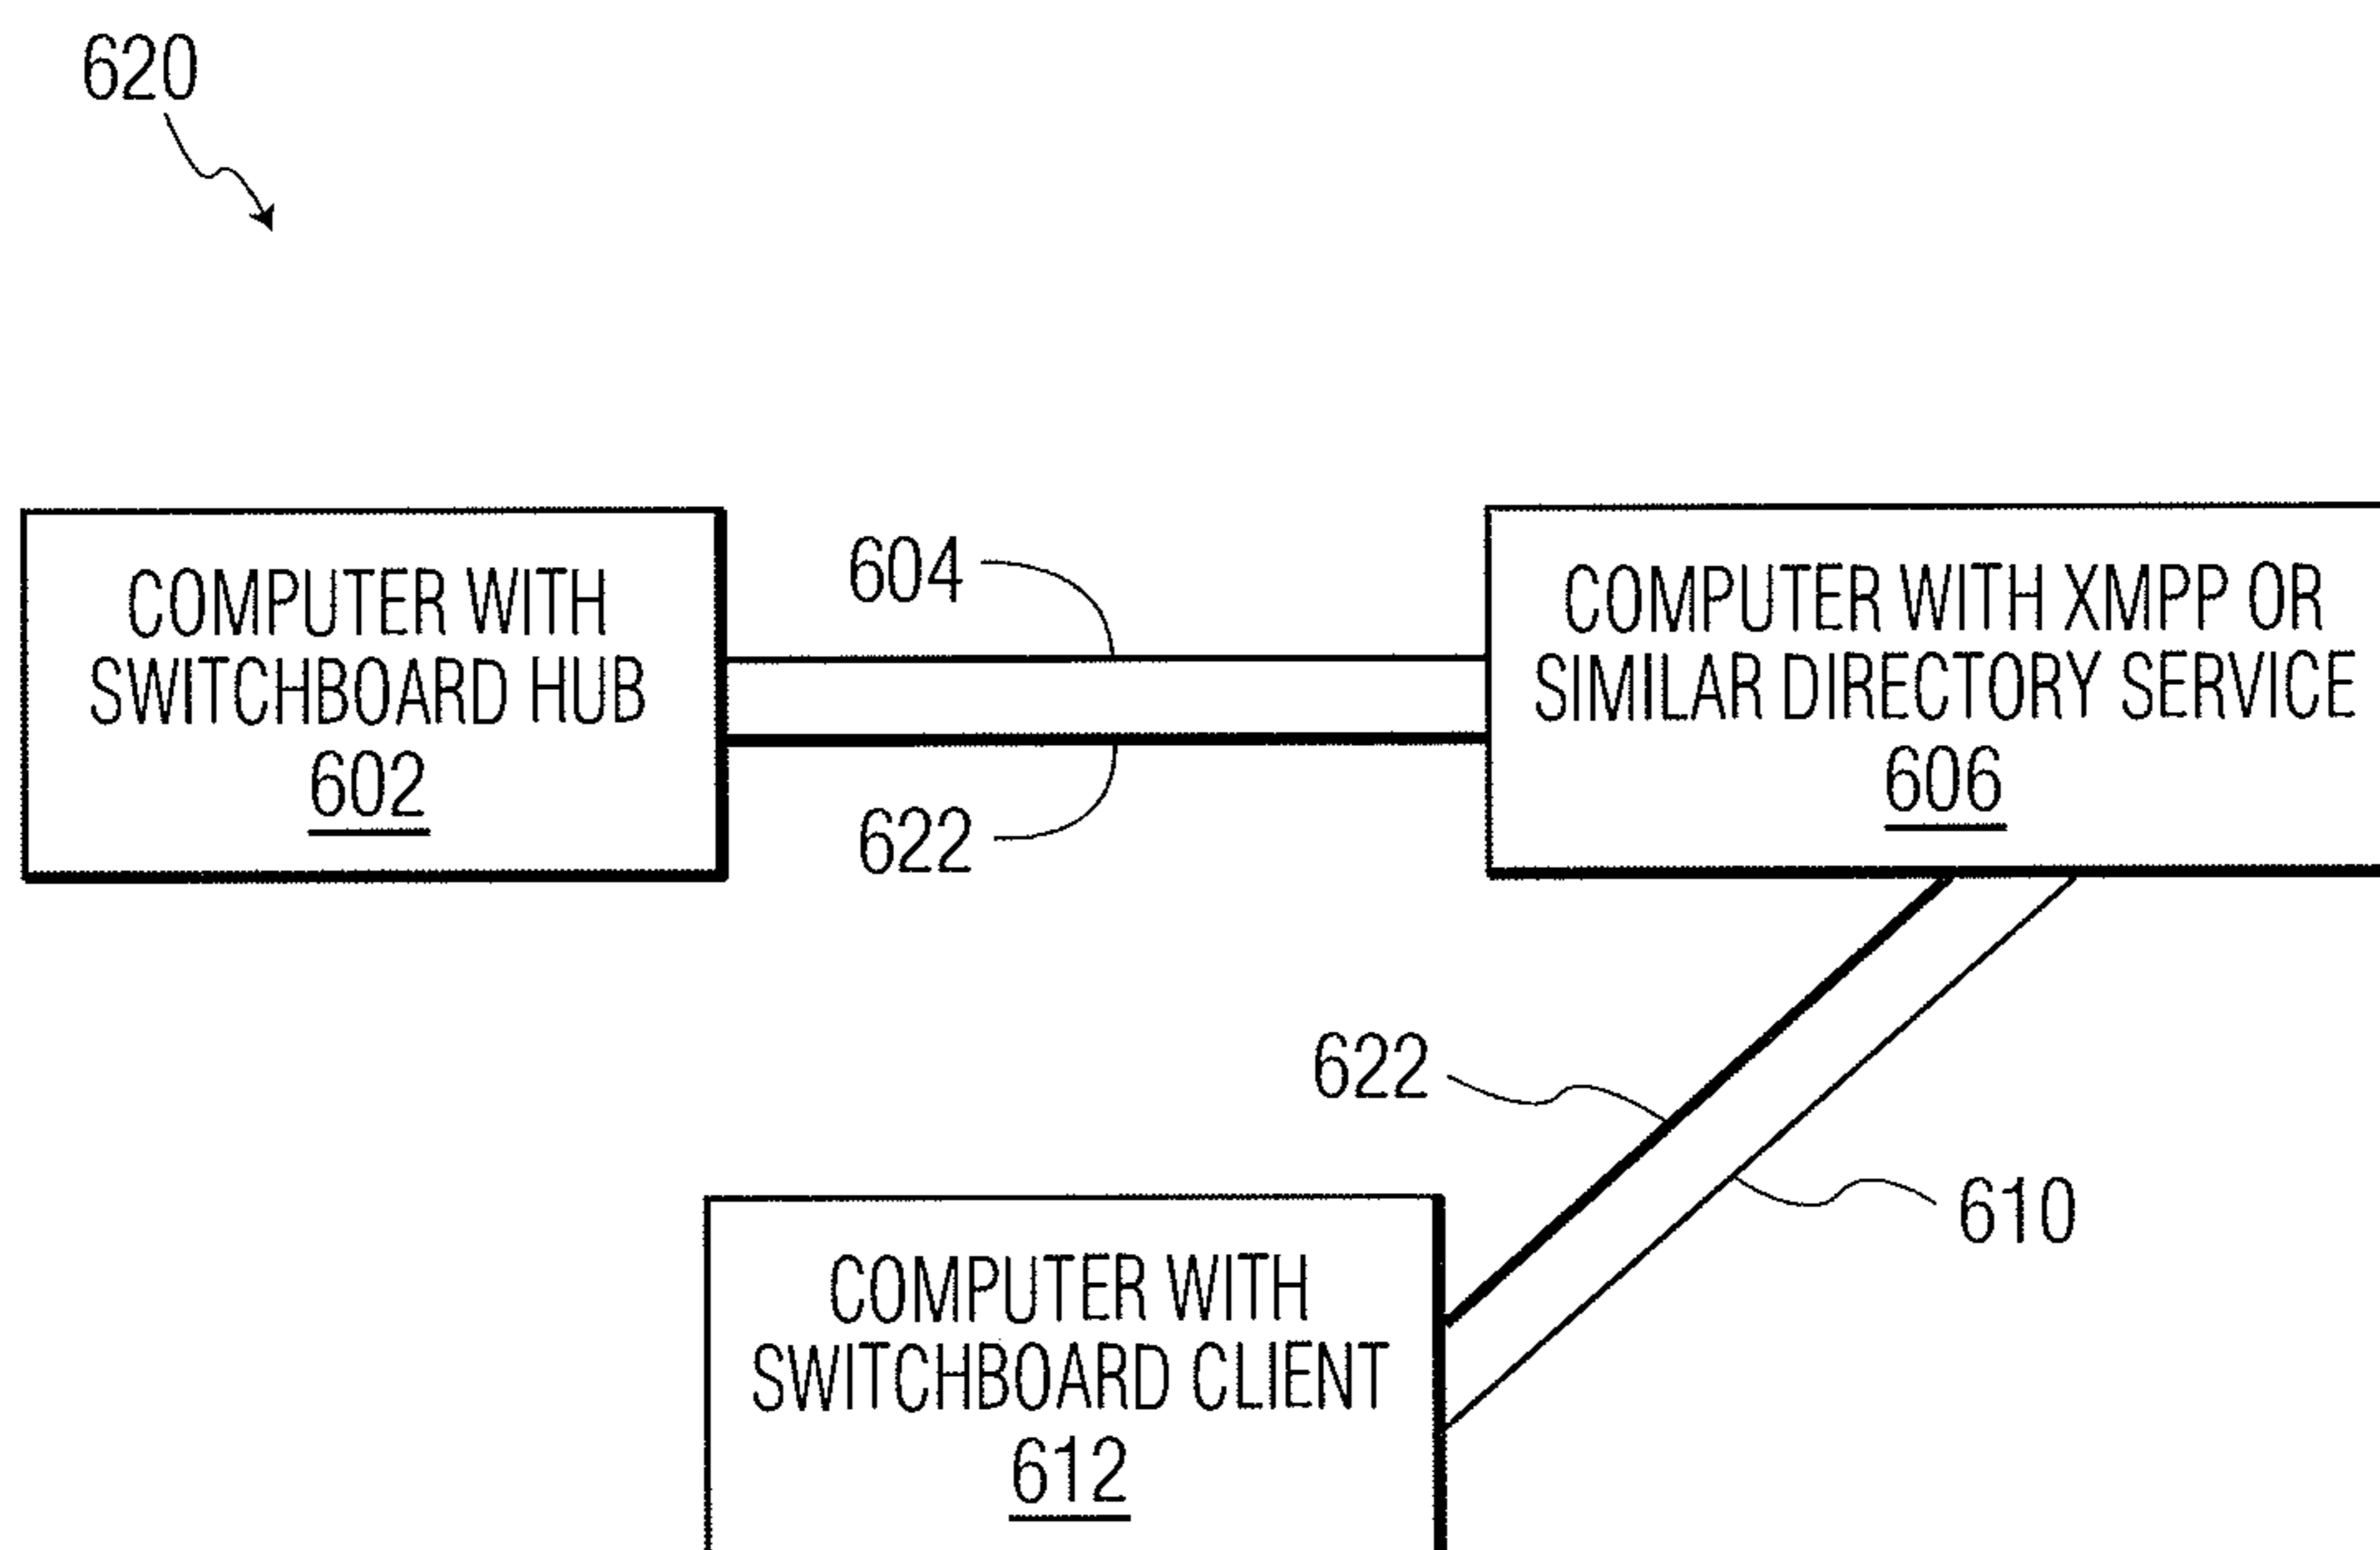 620
COMPUTER WITH
SWITCHBOARD HUB
602
604
622
COMPUTER WITH XMPP OR
SIMILAR DIRECTORY SERVICE
606
622
610
COMPUTER WITH
SWITCHBOARD CLIENT
612